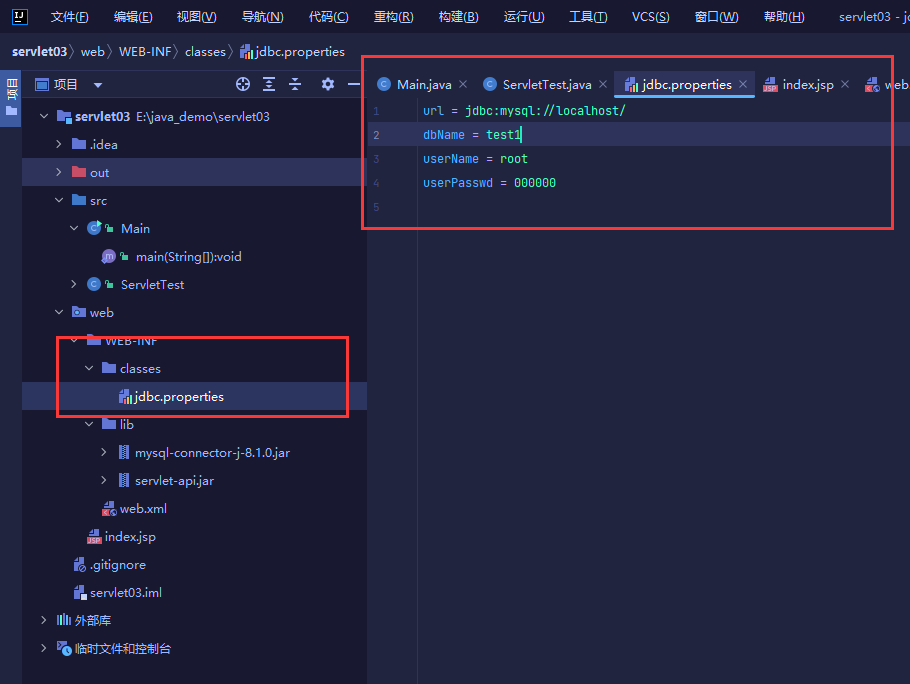 文件(F) 编辑(E) 视图(V) 导航(N) 代码(C) 重构(R) 构建(B) 运行(U) 工具(T) VCS(S) 窗口(W) 帮助(H) servlet03 - jd
servlet03 web WEB-INF classes jdbc.properties
项目
项目
Main.java ServletTest.java jdbc.properties index.jsp web.
servlet03 E:\java_demo\servlet03
.idea
out
src
Main
main(String[]):void
ServletTest
web
WEB-INF
classes
jdbc.properties
lib
mysql-connector-j-8.1.0.jar
servlet-api.jar
web.xml
index.jsp
.gitignore
servlet03.iml
外部库
临时文件和控制台
1 url = jdbc:mysql://localhost/
2 dbName = test1
3 userName = root
4 userPasswd = 000000
5